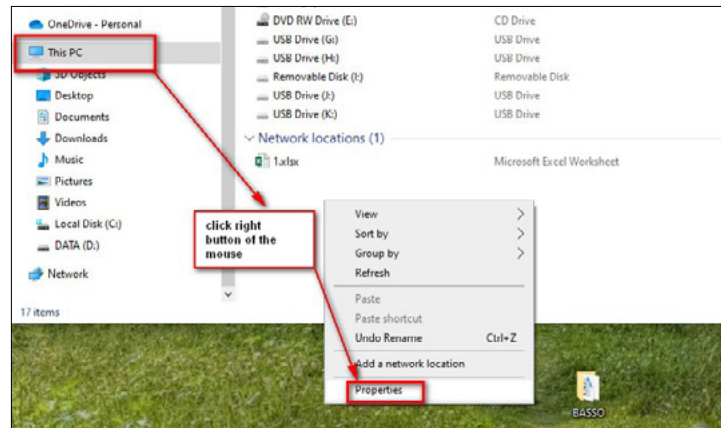 OneDrive - Personal
This PC
3D Objects
Desktop
Documents
Downloads
Music
Pictures
Videos
Local Disk (C:)
DATA (D:)
Network
17 items
DVD RW Drive (E:) CD Drive
USB Drive (G:) USB Drive
USB Drive (H:) USB Drive
Removable Disk (I:) Removable Disk
USB Drive (J:) USB Drive
USB Drive (K:) USB Drive
Network locations (1)
1.xlsx Microsoft Excel Worksheet
click right
button of the
mouse
View
Sort by
Group by
Refresh
Paste
Paste shortcut
Undo Rename Ctrl+Z
Add a network location
Properties
BASSO